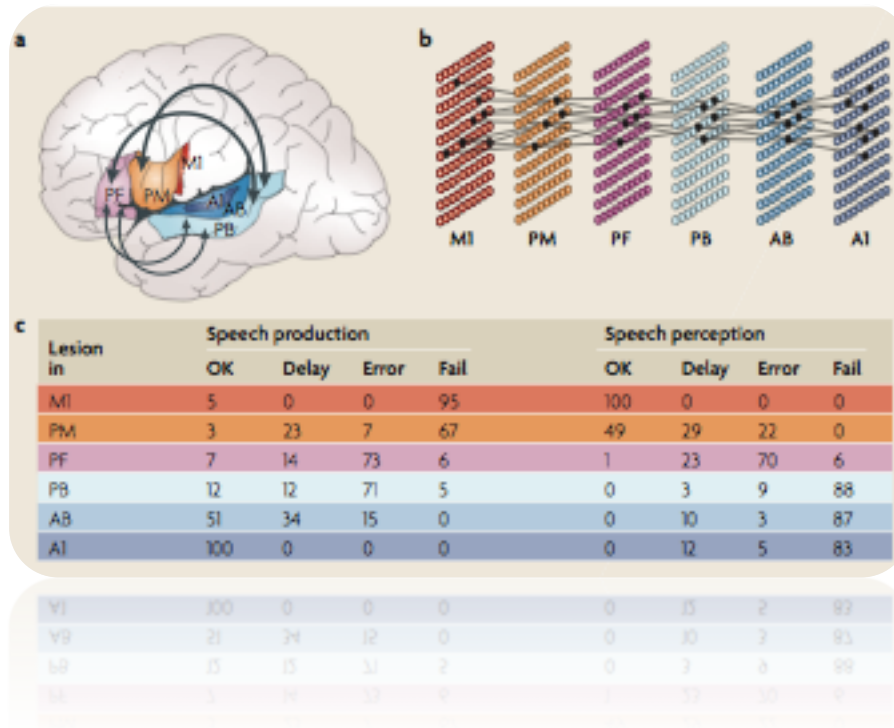 a
M1
PF
PM
A1
AB
PB
b
M1 PM PF PB AB A1
c
Lesion in
Speech production Speech perception
OK Delay Error Fail OK Delay Error Fail
M1 5 0 0 95 100 0 0 0
PM 3 23 7 67 49 29 22 0
PF 7 14 73 6 1 23 70 6
PB 12 12 71 5 0 3 9 88
AB 51 34 15 0 0 10 3 87
A1 100 0 0 0 0 12 5 83